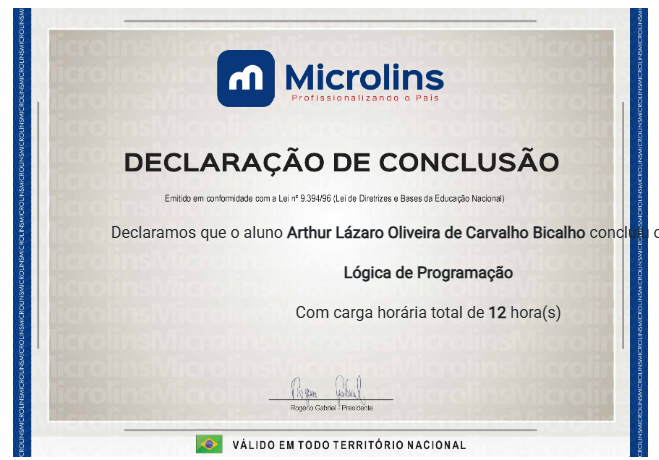 Microlins
Profissionalizando o País
DECLARAÇÃO DE CONCLUSÃO
Emitido em conformidade com a Lei nº 9.394/96 (Lei de Diretrizes e Bases da Educação Nacional)
Declaramos que o aluno Arthur Lázaro Oliveira de Carvalho Bicalho concluiu
Lógica de Programação
Com carga horária total de 12 hora(s)
Rogério Gabriel - Presidente
VÁLIDO EM TODO TERRITÓRIO NACIONAL